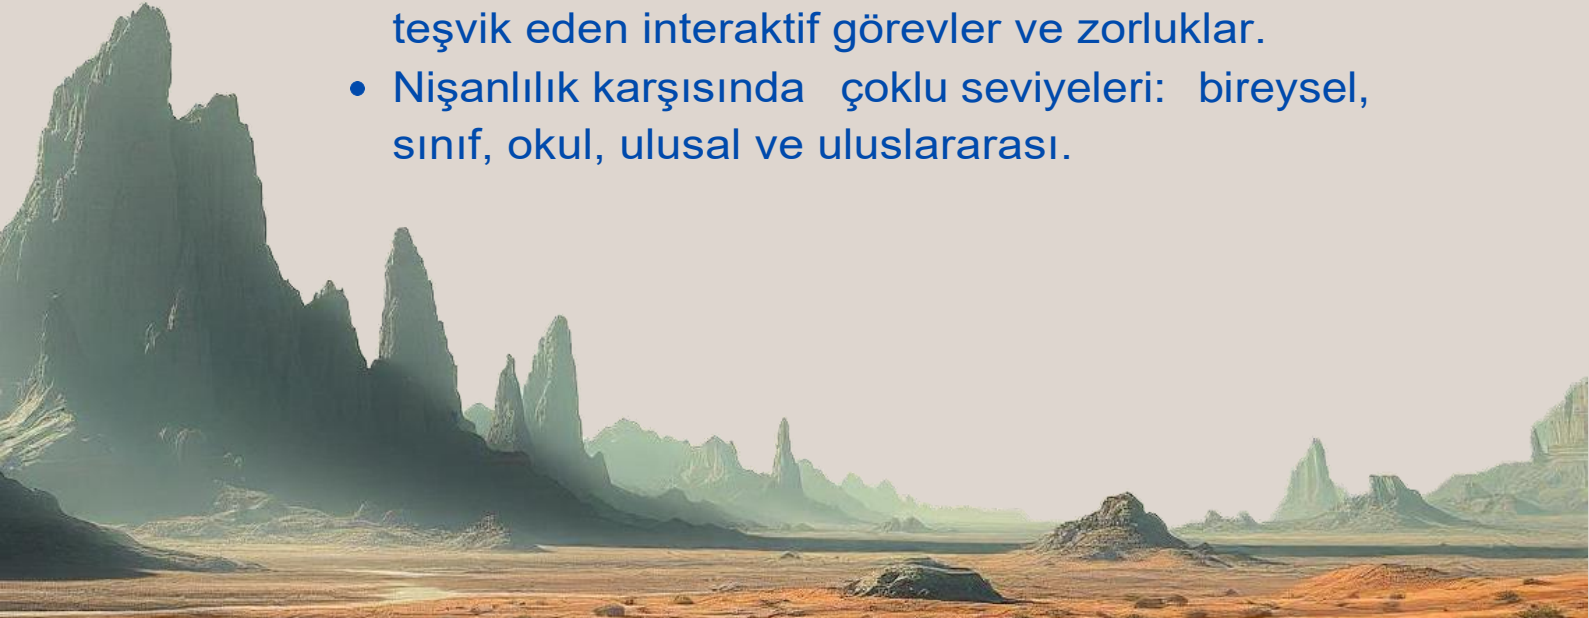 teşvik eden interaktif görevler ve zorluklar.
• Nişanlılık karşısında çoklu seviyeleri: bireysel,
sınıf, okul, ulusal ve uluslararası.